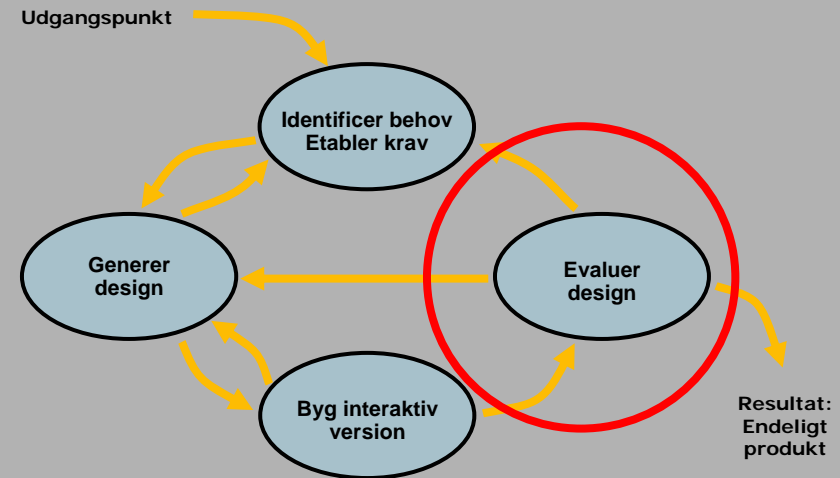 Udgangspunkt
Identificer behov
Etabler krav
Generer
design
Evaluer
design
Byg interaktiv
version
Resultat:
Endeligt
produkt